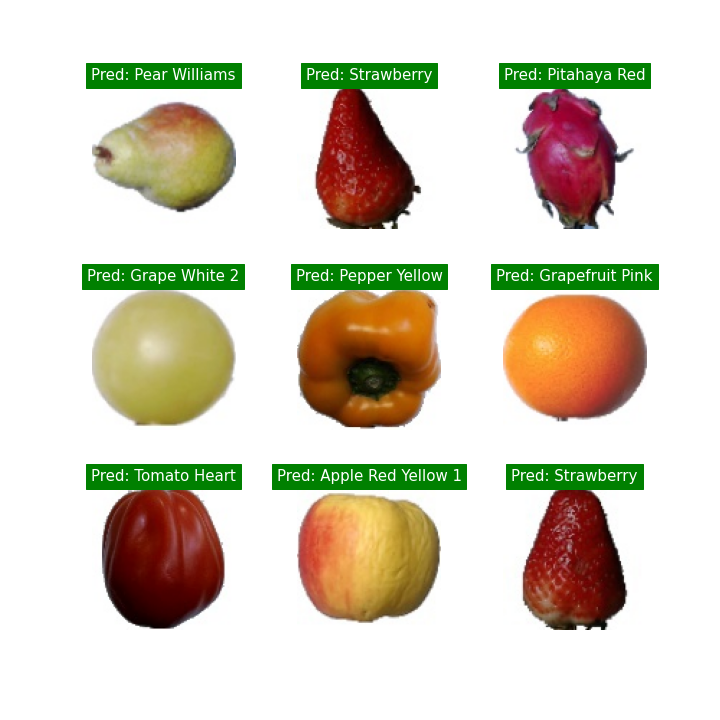 Pred: Pear Williams
Pred: Strawberry
Pred: Pitahaya Red
Pred: Grape White 2
Pred: Pepper Yellow
Pred: Grapefruit Pink
Pred: Tomato Heart
Pred: Apple Red Yellow 1
Pred: Strawberry